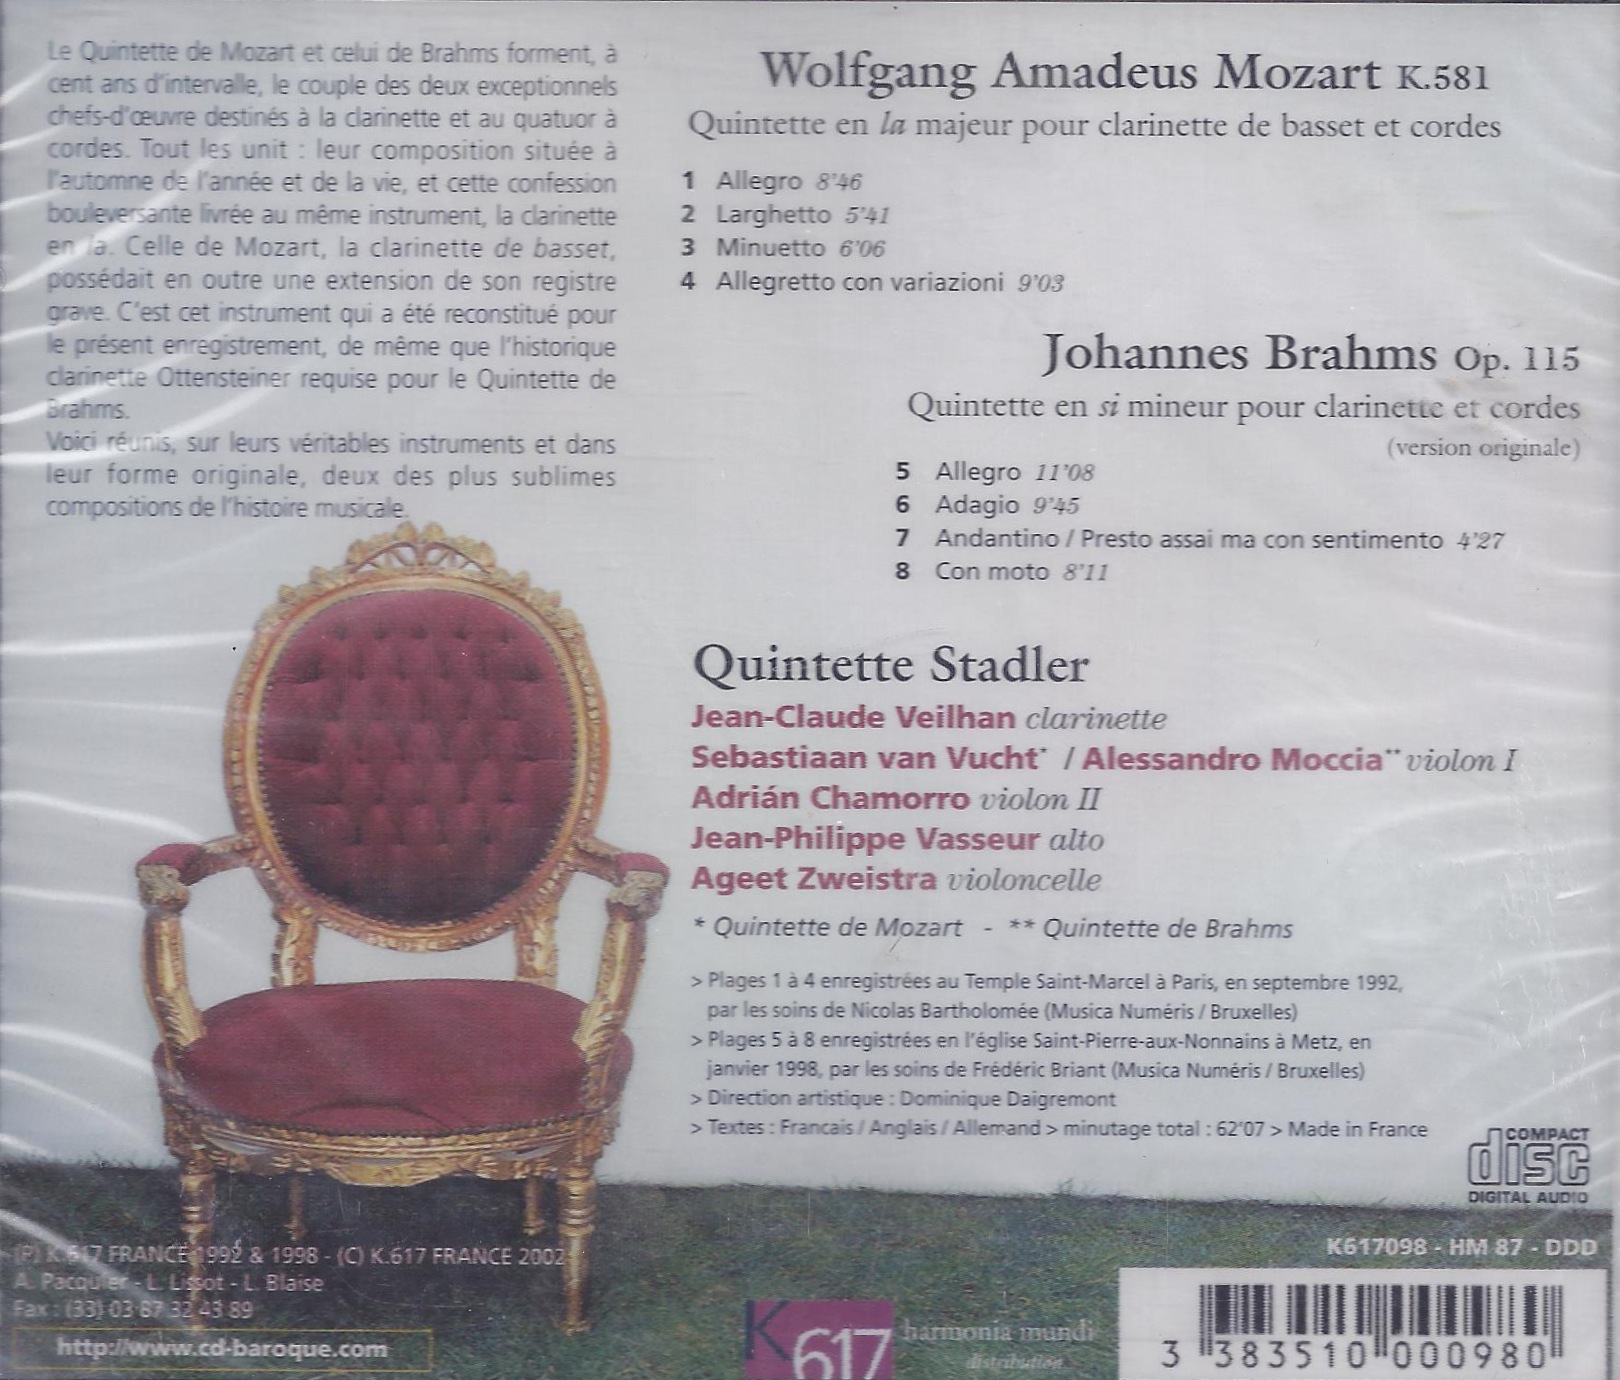 Le Quintette de Mozart et celui de Brahms forment, à
cent ans d'intervalle, le couple des deux exceptionnels
chefs-d'œuvre destinés à la clarinette et au quatuor à
cordes. Tout les unit : leur composition située à
l'automne de l'année et de la vie, et cette confession
bouleversante livrée au même instrument, la clarinette
en la. Celle de Mozart, la clarinette de basset,
possédait en outre une extension de son registre
grave. C'est cet instrument qui a été reconstitué pour
le présent enregistrement, de même que l'historique
clarinette Ottensteiner requise pour le Quintette de
Brahms.
Voici réunis, sur leurs véritables instruments et dans
leur forme originale, deux des plus sublimes
compositions de l'histoire musicale.
Wolfgang Amadeus Mozart K.581
Quintette en la majeur pour clarinette de basset et cordes
1 Allegro 8'46
2 Larghetto 5'41
3 Minuetto 6'06
4 Allegretto con variazioni 9'03
Johannes Brahms Op. 115
Quintette en si mineur pour clarinette et cordes
(version originale)
5 Allegro 11'08
6 Adagio 9'45
7 Andantino / Presto assai ma con sentimento 4'27
8 Con moto 8'11
Quintette Stadler
Jean-Claude Veilhan clarinette
Sebastiaan van Vucht* / Alessandro Moccia** violon I
Adrián Chamorro violon II
Jean-Philippe Vasseur alto
Ageet Zweistra violoncelle
* Quintette de Mozart - ** Quintette de Brahms
> Plages 1 à 4 enregistrées au Temple Saint-Marcel à Paris, en septembre 1992,
par les soins de Nicolas Bartholomée (Musica Numéris / Bruxelles)
> Plages 5 à 8 enregistrées en l'église Saint-Pierre-aux-Nonnains à Metz, en
janvier 1998, par les soins de Frédéric Briant (Musica Numéris / Bruxelles)
> Direction artistique : Dominique Daigremont
> Textes : Francais / Anglais / Allemand > minutage total : 62'07 > Made in France
COMPACT
disc
DIGITAL AUDIO
(P) K.617 FRANCE 1992 & 1998 - (C) K.617 FRANCE 2002
A. Pacquier - L. Lissot - L. Blaise
Fax : (33) 03 87 32 43 89
http://www.cd-baroque.com
K617
harmonia mundi
distribution
K617098 - HM 87 - DDD
3 383510 000980